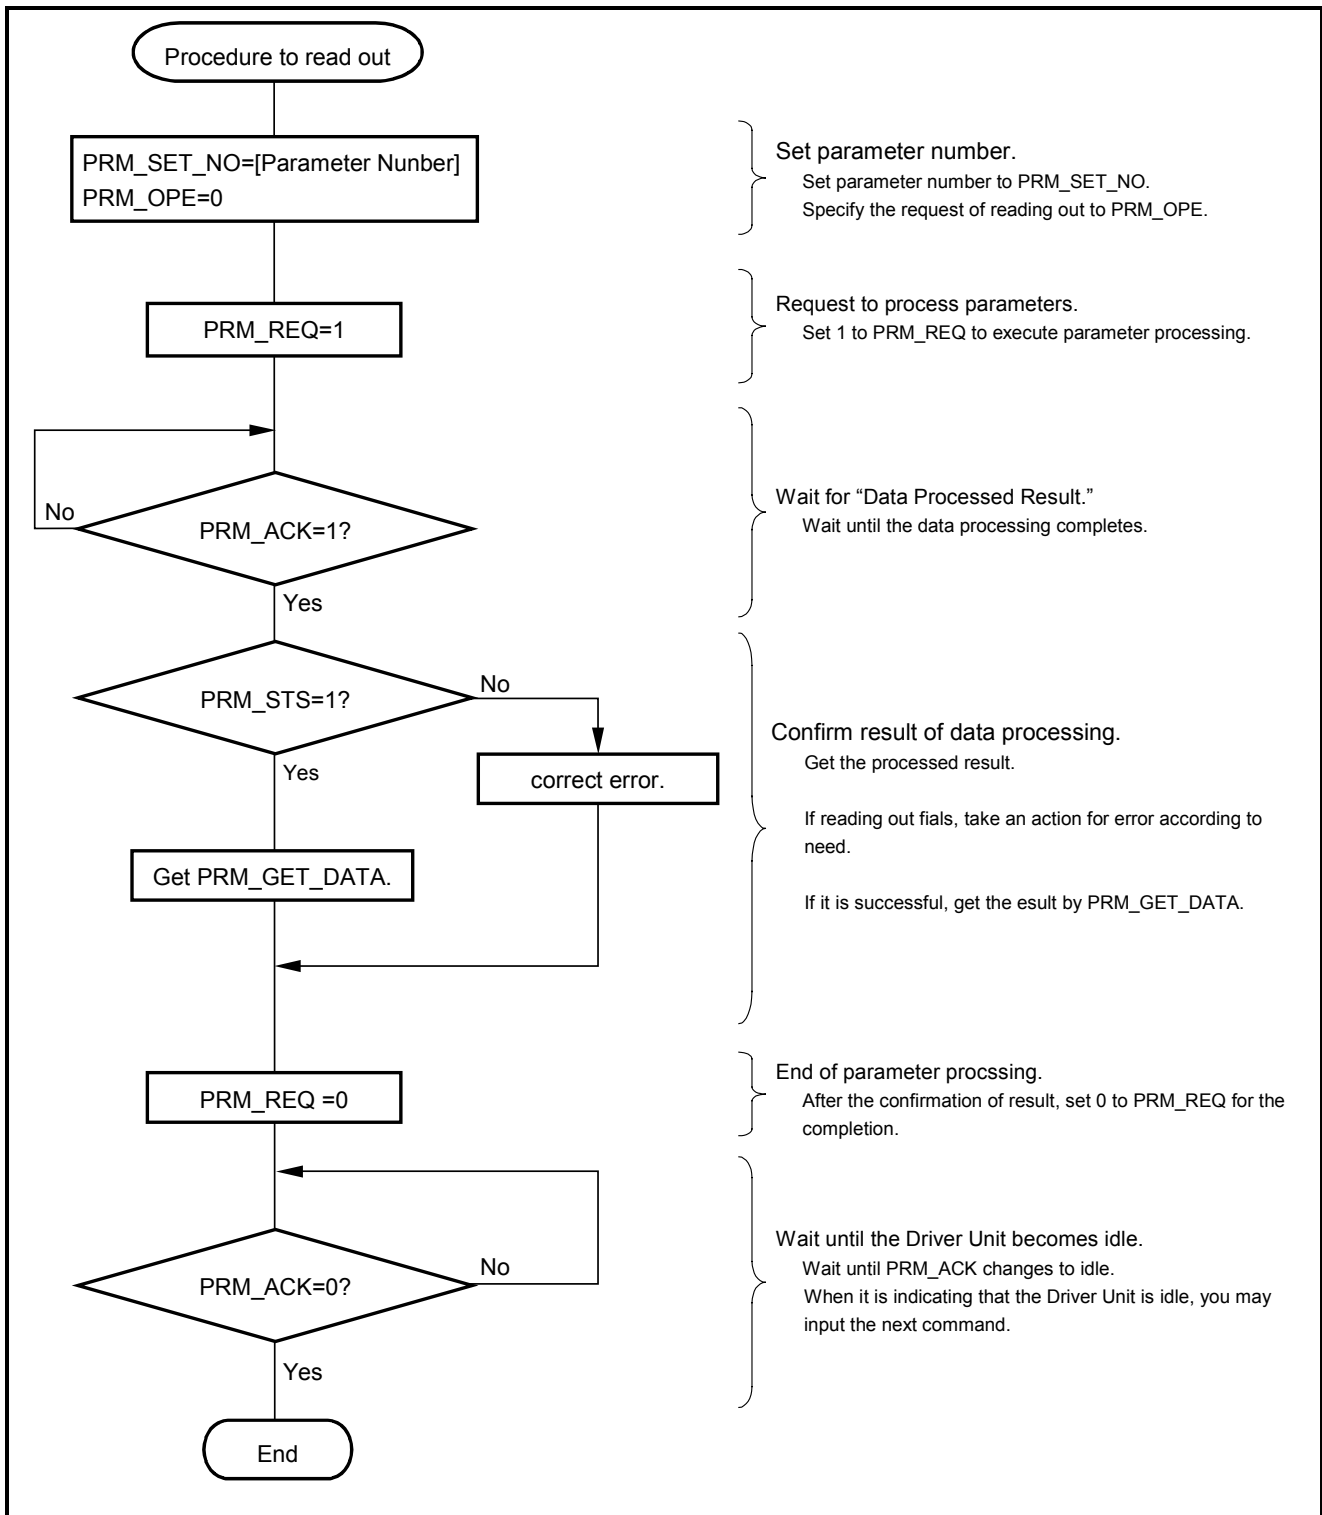 Procedure to read out
PRM_SET_NO=[Parameter Nunber]
PRM_OPE=0
Set parameter number.
Set parameter number to PRM_SET_NO.
Specify the request of reading out to PRM_OPE.
PRM_REQ=1
Request to process parameters.
Set 1 to PRM_REQ to execute parameter processing.
No
PRM_ACK=1?
Yes
Wait for “Data Processed Result.”
Wait until the data processing completes.
PRM_STS=1?
No
Yes
correct error.
Get PRM_GET_DATA.
Confirm result of data processing.
Get the processed result.
If reading out fials, take an action for error according to
need.
If it is successful, get the esult by PRM_GET_DATA.
PRM_REQ =0
End of parameter procssing.
After the confirmation of result, set 0 to PRM_REQ for the
completion.
PRM_ACK=0?
No
Yes
Wait until the Driver Unit becomes idle.
Wait until PRM_ACK changes to idle.
When it is indicating that the Driver Unit is idle, you may
input the next command.
End